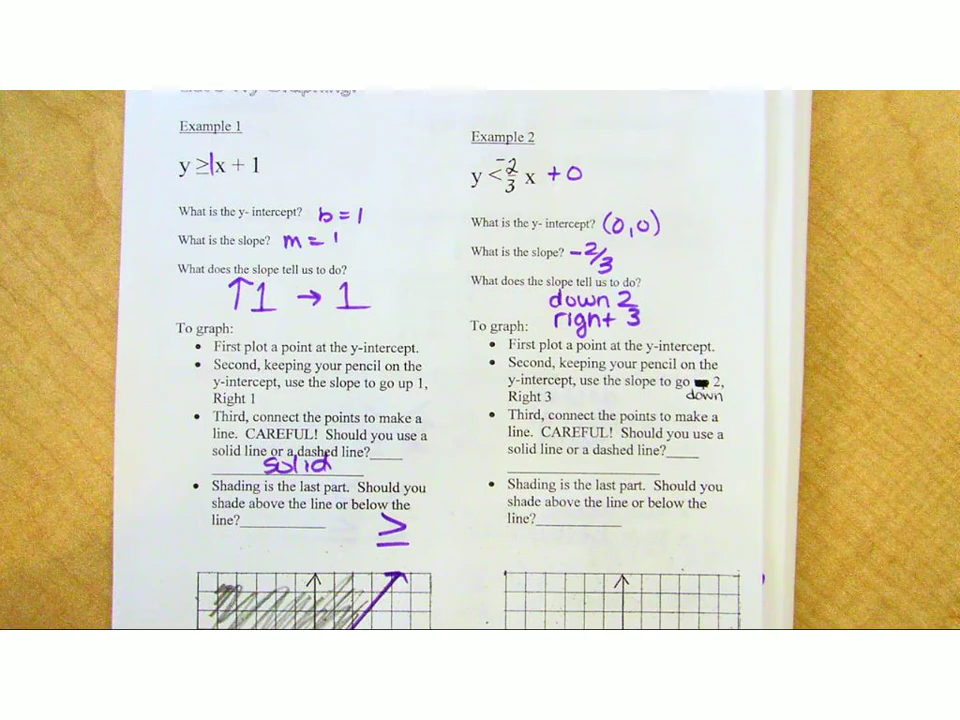 Example 1
y ≥ 1x + 1
What is the y- intercept? b = 1
What is the slope? m = 1
What does the slope tell us to do?
↑1 → 1
To graph:
• First plot a point at the y-intercept.
• Second, keeping your pencil on the
y-intercept, use the slope to go up 1,
Right 1
• Third, connect the points to make a
line. CAREFUL! Should you use a
solid line or a dashed line?____
solid
• Shading is the last part. Should you
shade above the line or below the
line?____________
≥
Example 2
y < -2/3 x + 0
What is the y- intercept? (0,0)
What is the slope? -2/3
What does the slope tell us to do?
down 2
right 3
To graph:
• First plot a point at the y-intercept.
• Second, keeping your pencil on the
y-intercept, use the slope to go 2,
down
Right 3
• Third, connect the points to make a
line. CAREFUL! Should you use a
solid line or a dashed line?____
• Shading is the last part. Should you
shade above the line or below the
line?____________